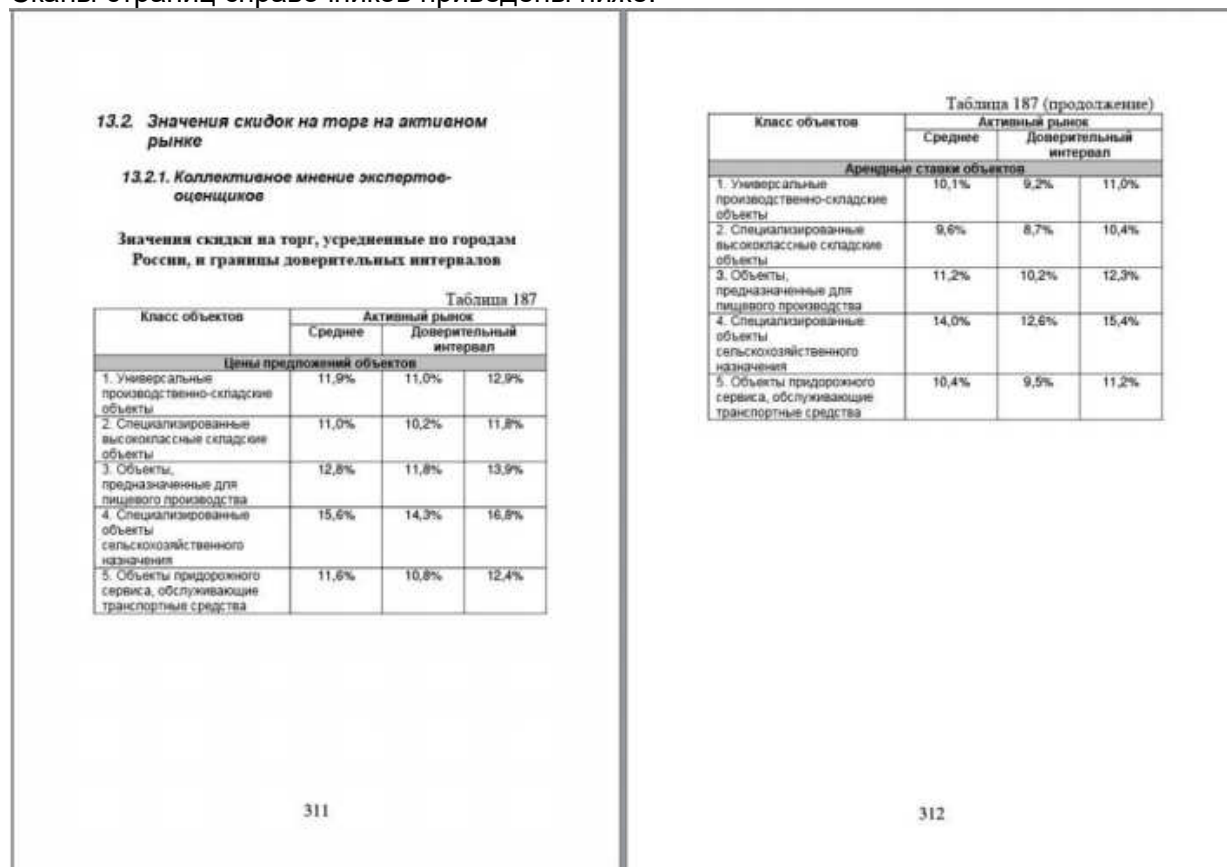 Сканы страниц справочников приведены ниже.
13.2. Значения скидок на торг на активном
рынке
13.2.1. Коллективное мнение экспертов-
оценщиков
Значения скидки на торг, усредненные по городам
России, и границы доверительных интервалов
Таблица 187
Класс объектов Активный рынок
Среднее Доверительный
интервал
Цены предложений объектов
1. Универсальные 11,9% 11,0% 12,9%
производственно-складские
объекты
2. Специализированные 11,0% 10,2% 11,8%
высококлассные складские
объекты
3. Объекты, 12,8% 11,8% 13,9%
предназначенные для
пищевого производства
4. Специализированные 15,6% 14,3% 16,8%
объекты
сельскохозяйственного
назначения
5. Объекты придорожного 11,6% 10,8% 12,4%
сервиса, обслуживающие
транспортные средства
311
Таблица 187 (продолжение)
Класс объектов Активный рынок
Среднее Доверительный
интервал
Арендные ставки объектов
1. Универсальные 10,1% 9,2% 11,0%
производственно-складские
объекты
2. Специализированные 9,6% 8,7% 10,4%
высококлассные складские
объекты
3. Объекты, 11,2% 10,2% 12,3%
предназначенные для
пищевого производства
4. Специализированные 14,0% 12,6% 15,4%
объекты
сельскохозяйственного
назначения
5. Объекты придорожного 10,4% 9,5% 11,2%
сервиса, обслуживающие
транспортные средства
312